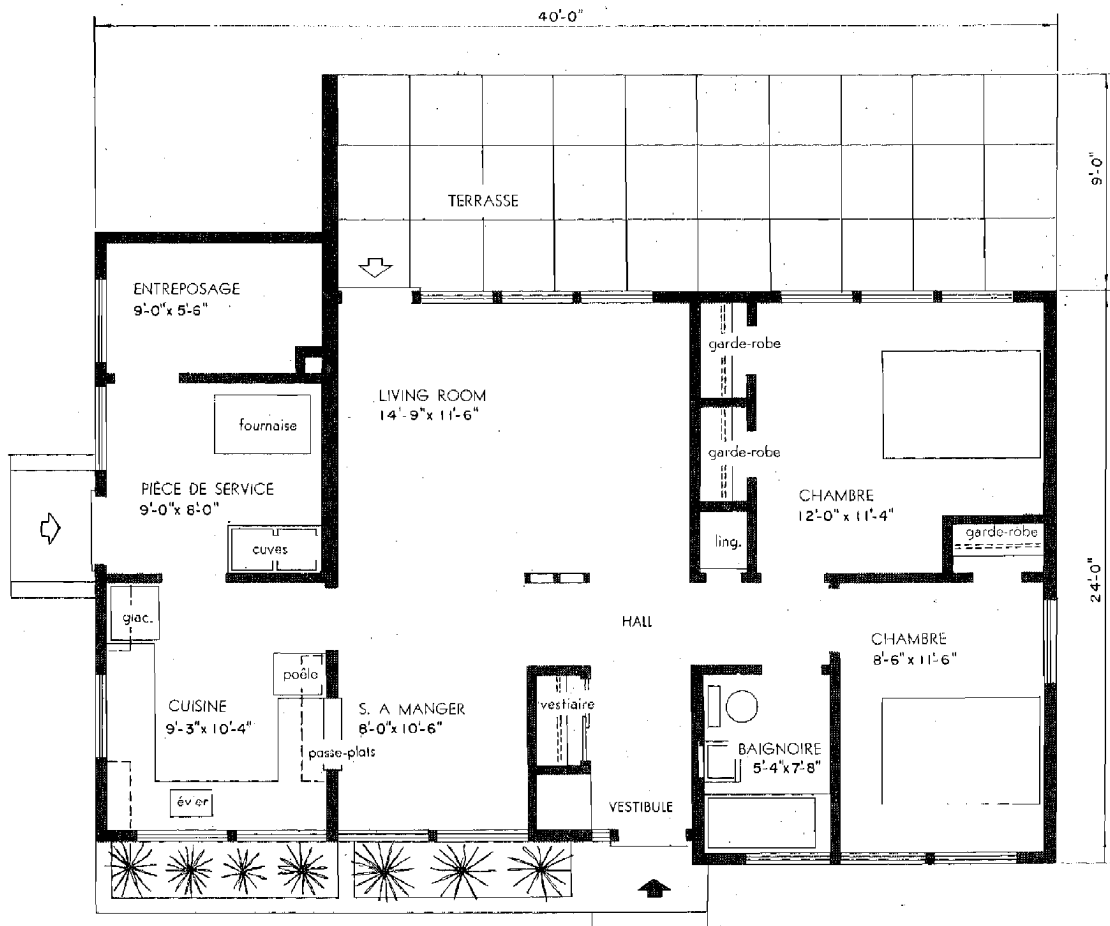 40'-0"
9'-0"
TERRASSE
ENTREPOSAGE
9'-0" x 5'-6"
garde-robe
LIVING ROOM
14'-9" x 11'-6"
fournaise
garde-robe
PIÈCE DE SERVICE
9'-0" x 8'-0"
CHAMBRE
12'-0" x 11'-4"
cuves
ling.
garde-robe
24'-0"
glac.
HALL
CHAMBRE
8'-6" x 11'-6"
poêle
CUISINE
9'-3" x 10'-4"
S. A MANGER
8'-0" x 10'-6"
vestiaire
passe-plats
BAIGNOIRE
5'-4" x 7'-8"
évier
VESTIBULE